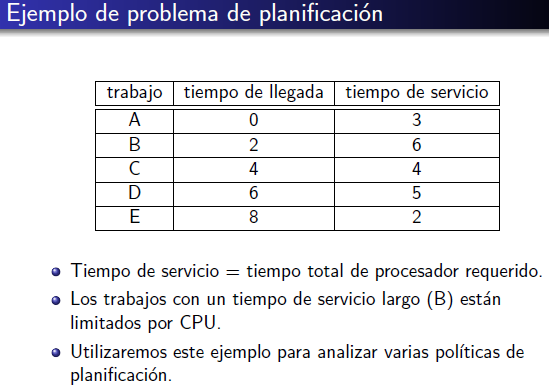 Ejemplo de problema de planificación
trabajo tiempo de llegada tiempo de servicio
A 0 3
B 2 6
C 4 4
D 6 5
E 8 2
Tiempo de servicio = tiempo total de procesador requerido.
Los trabajos con un tiempo de servicio largo (B) están
limitados por CPU.
Utilizaremos este ejemplo para analizar varias políticas de
planificación.